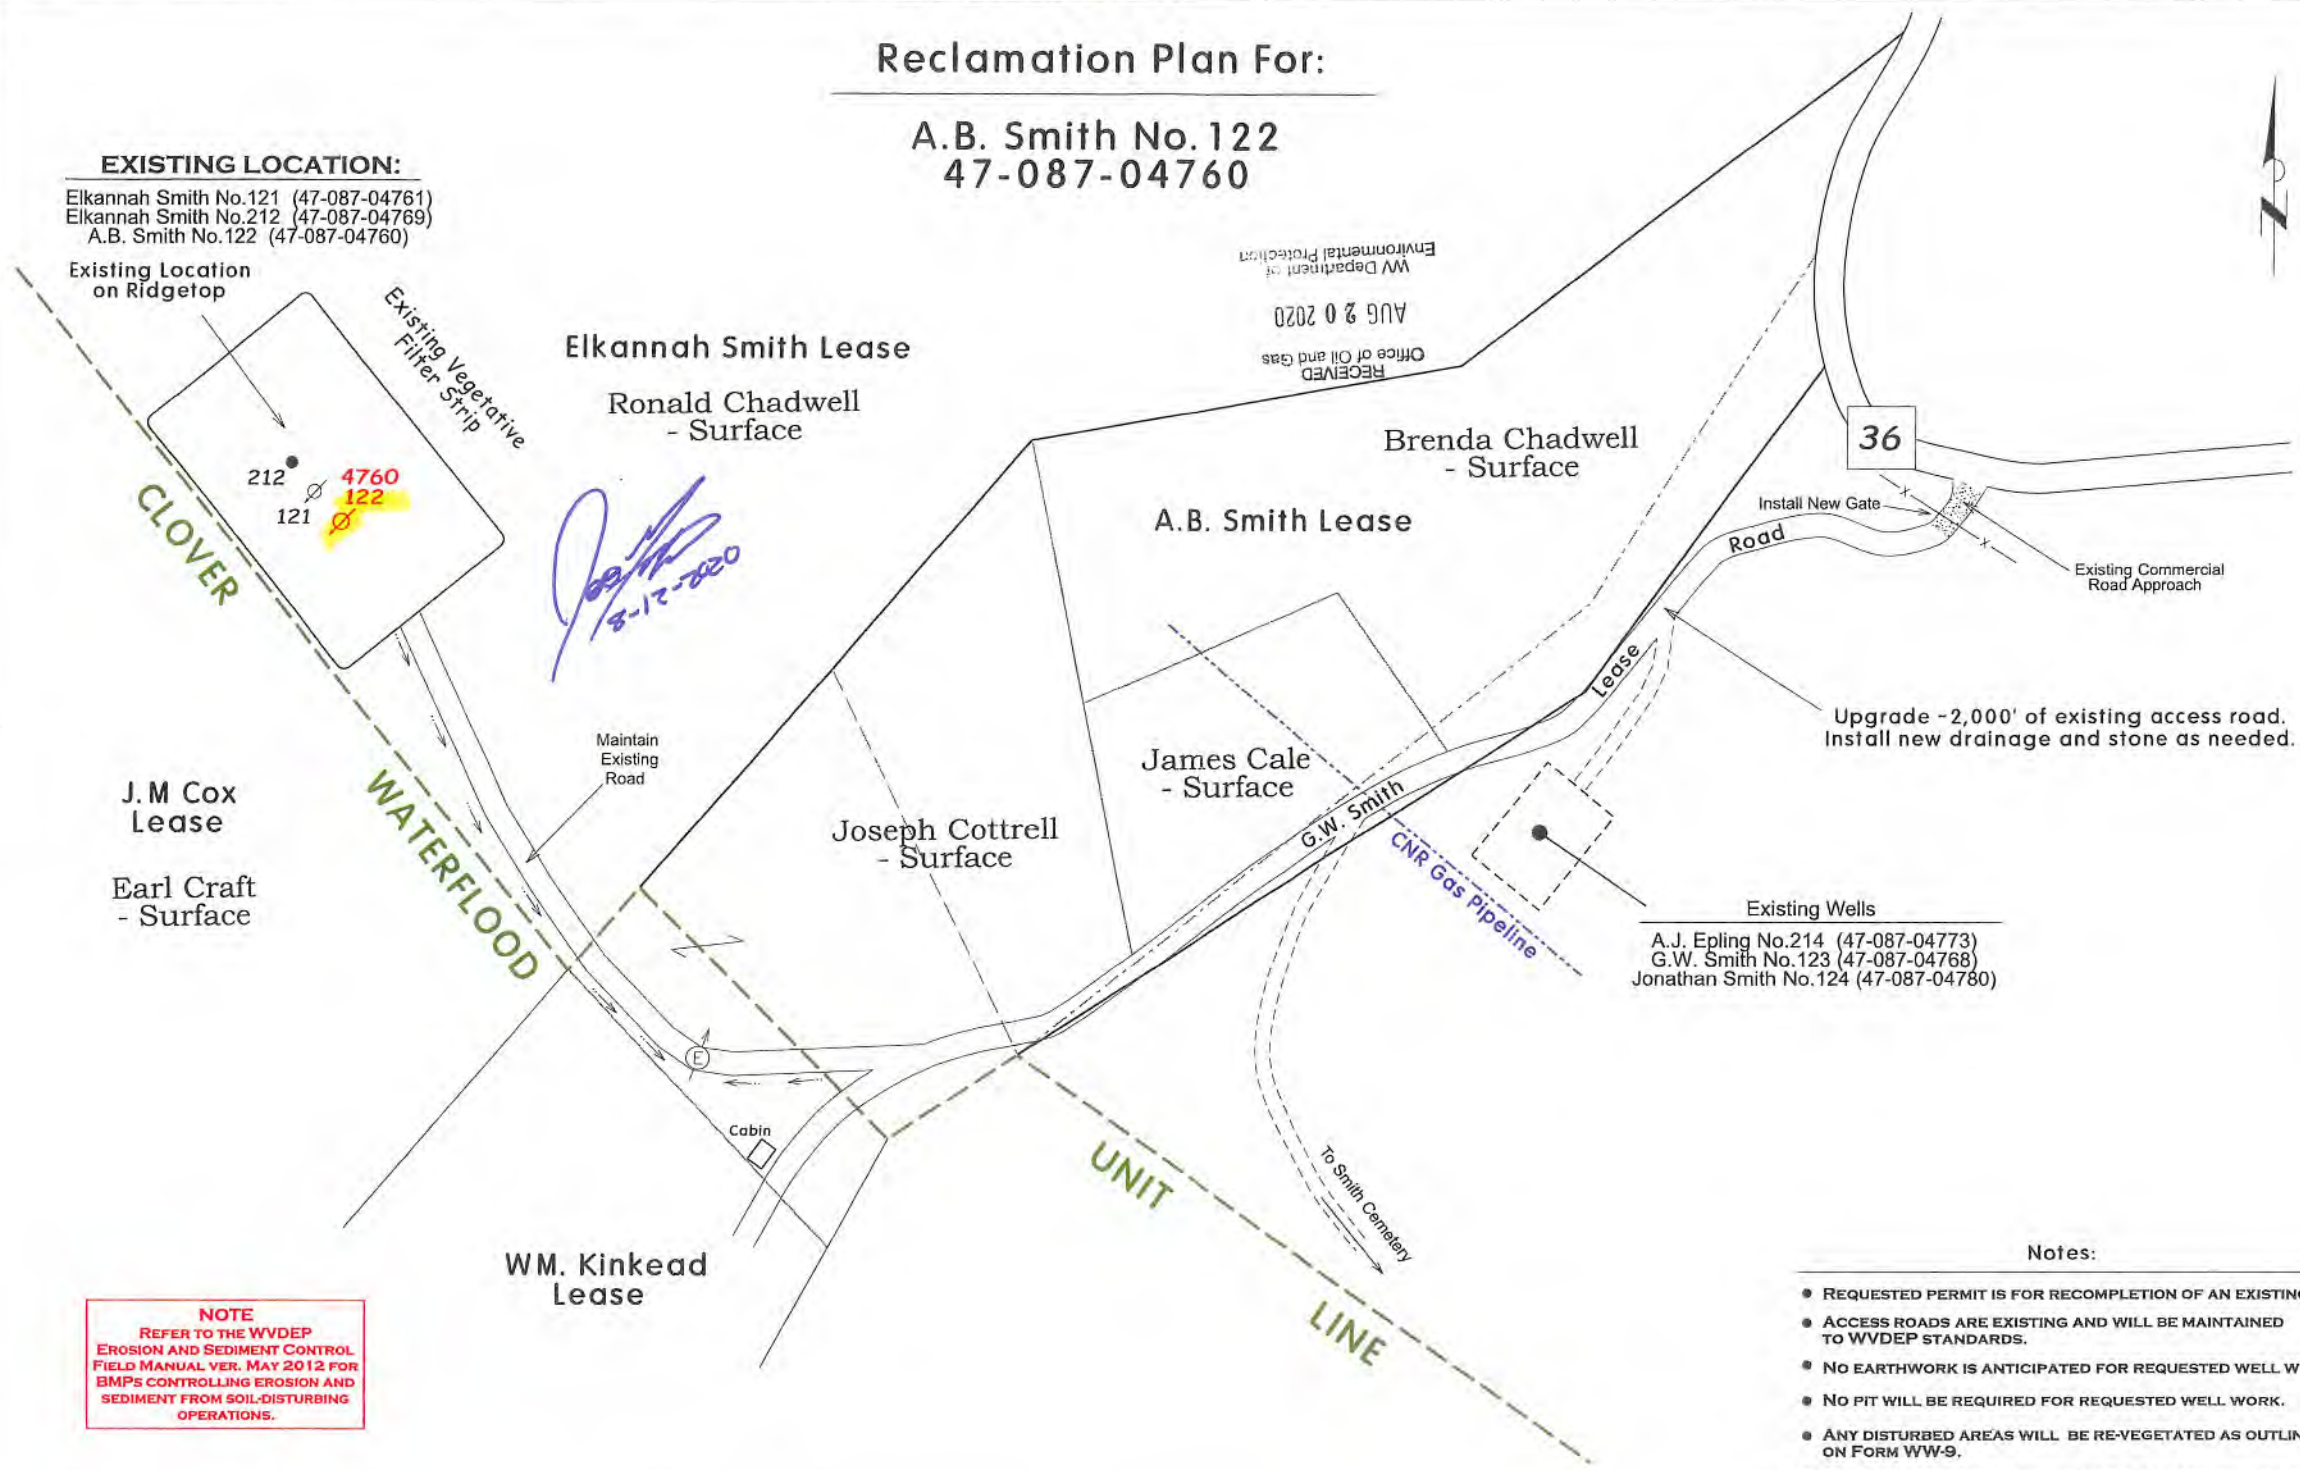 Reclamation Plan For:
A.B. Smith No.122
47-087-04760
EXISTING LOCATION:
Elkannah Smith No.121 (47-087-04761)
Elkannah Smith No.212 (47-087-04769)
A.B. Smith No.122 (47-087-04760)
Existing Location
on Ridgetop
Existing Vegetative
Filter Strip
212
4760
122
121
Elkannah Smith Lease
Ronald Chadwell
- Surface
8-12-2020
RECEIVED
Office of Oil and Gas
AUG 20 2020
WV Department of
Environmental Protection
N
Brenda Chadwell
- Surface
A.B. Smith Lease
36
Install New Gate
x
x
Road
Existing Commercial
Road Approach
Lease
Upgrade ~2,000' of existing access road.
Install new drainage and stone as needed.
CLOVER
WATERFLOOD
UNIT
LINE
Maintain
Existing
Road
J.M Cox
Lease
Earl Craft
- Surface
Joseph Cottrell
- Surface
James Cale
- Surface
G.W. Smith
CNR Gas Pipeline
Existing Wells
A.J. Epling No.214 (47-087-04773)
G.W. Smith No.123 (47-087-04768)
Jonathan Smith No.124 (47-087-04780)
E
Cabin
To Smith Cemetery
WM. Kinkead
Lease
NOTE
REFER TO THE WVDEP
EROSION AND SEDIMENT CONTROL
FIELD MANUAL VER. MAY 2012 FOR
BMPS CONTROLLING EROSION AND
SEDIMENT FROM SOIL-DISTURBING
OPERATIONS.
Notes:
● REQUESTED PERMIT IS FOR RECOMPLETION OF AN EXISTING
● ACCESS ROADS ARE EXISTING AND WILL BE MAINTAINED
TO WVDEP STANDARDS.
● NO EARTHWORK IS ANTICIPATED FOR REQUESTED WELL W
● NO PIT WILL BE REQUIRED FOR REQUESTED WELL WORK.
● ANY DISTURBED AREAS WILL BE RE-VEGETATED AS OUTLIN
ON FORM WW-9.